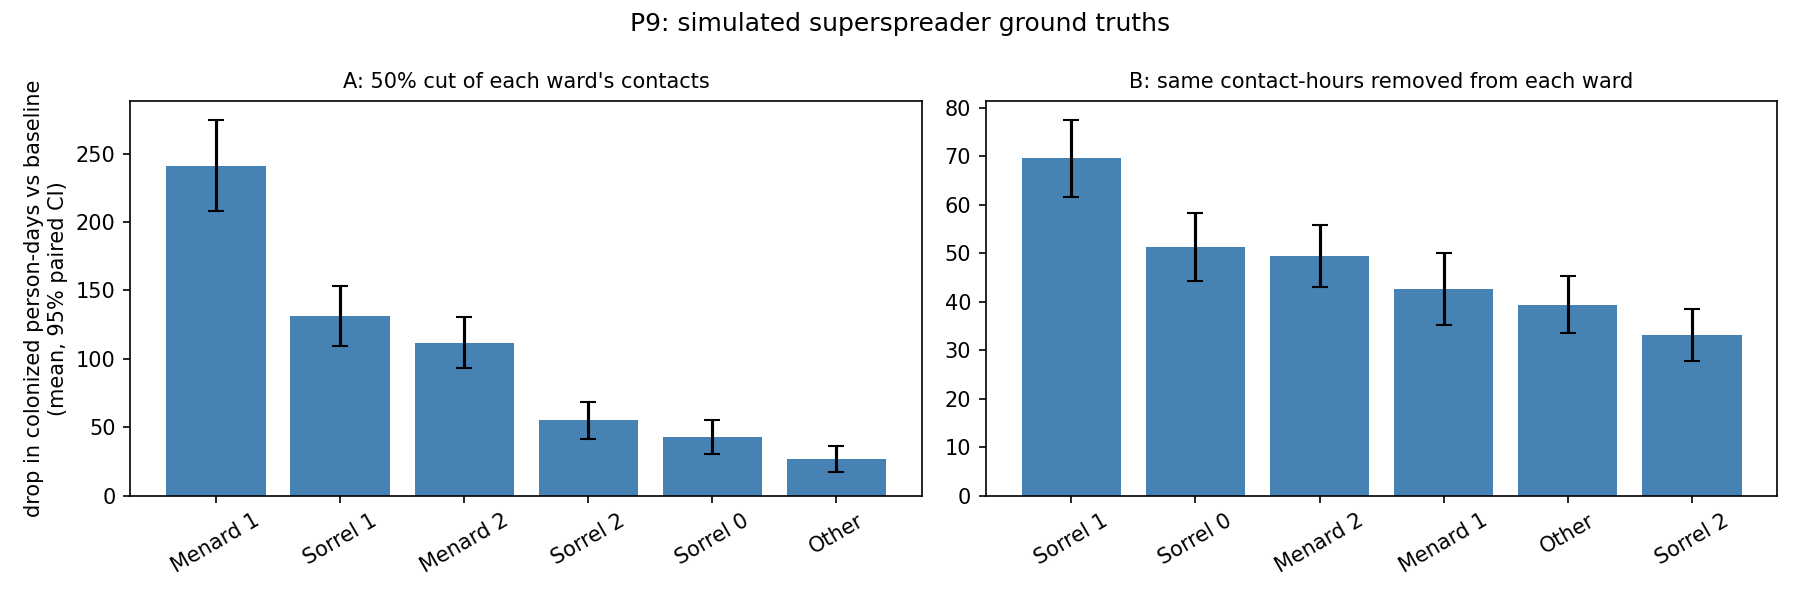 P9: simulated superspreader ground truths
A: 50% cut of each ward's contacts
drop in colonized person-days vs baseline
(mean, 95% paired CI)
250
200
150
100
50
0
Menard 1
Sorrel 1
Menard 2
Sorrel 2
Sorrel 0
Other
B: same contact-hours removed from each ward
80
70
60
50
40
30
20
10
0
Sorrel 1
Sorrel 0
Menard 2
Menard 1
Other
Sorrel 2